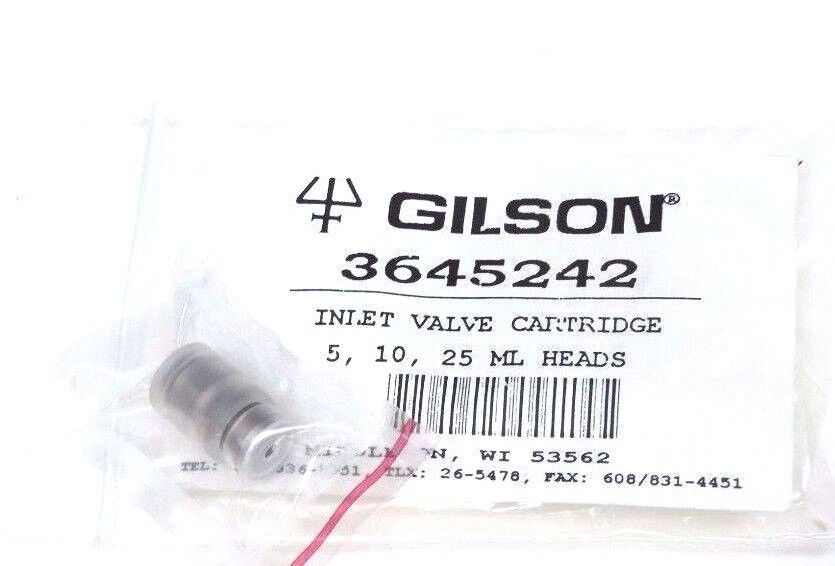 GILSON®
3645242
INLET VALVE CARTRIDGE
5, 10, 25 ML HEADS
WI 53562
TEL: TLX: 26-5478, FAX: 608/831-4451